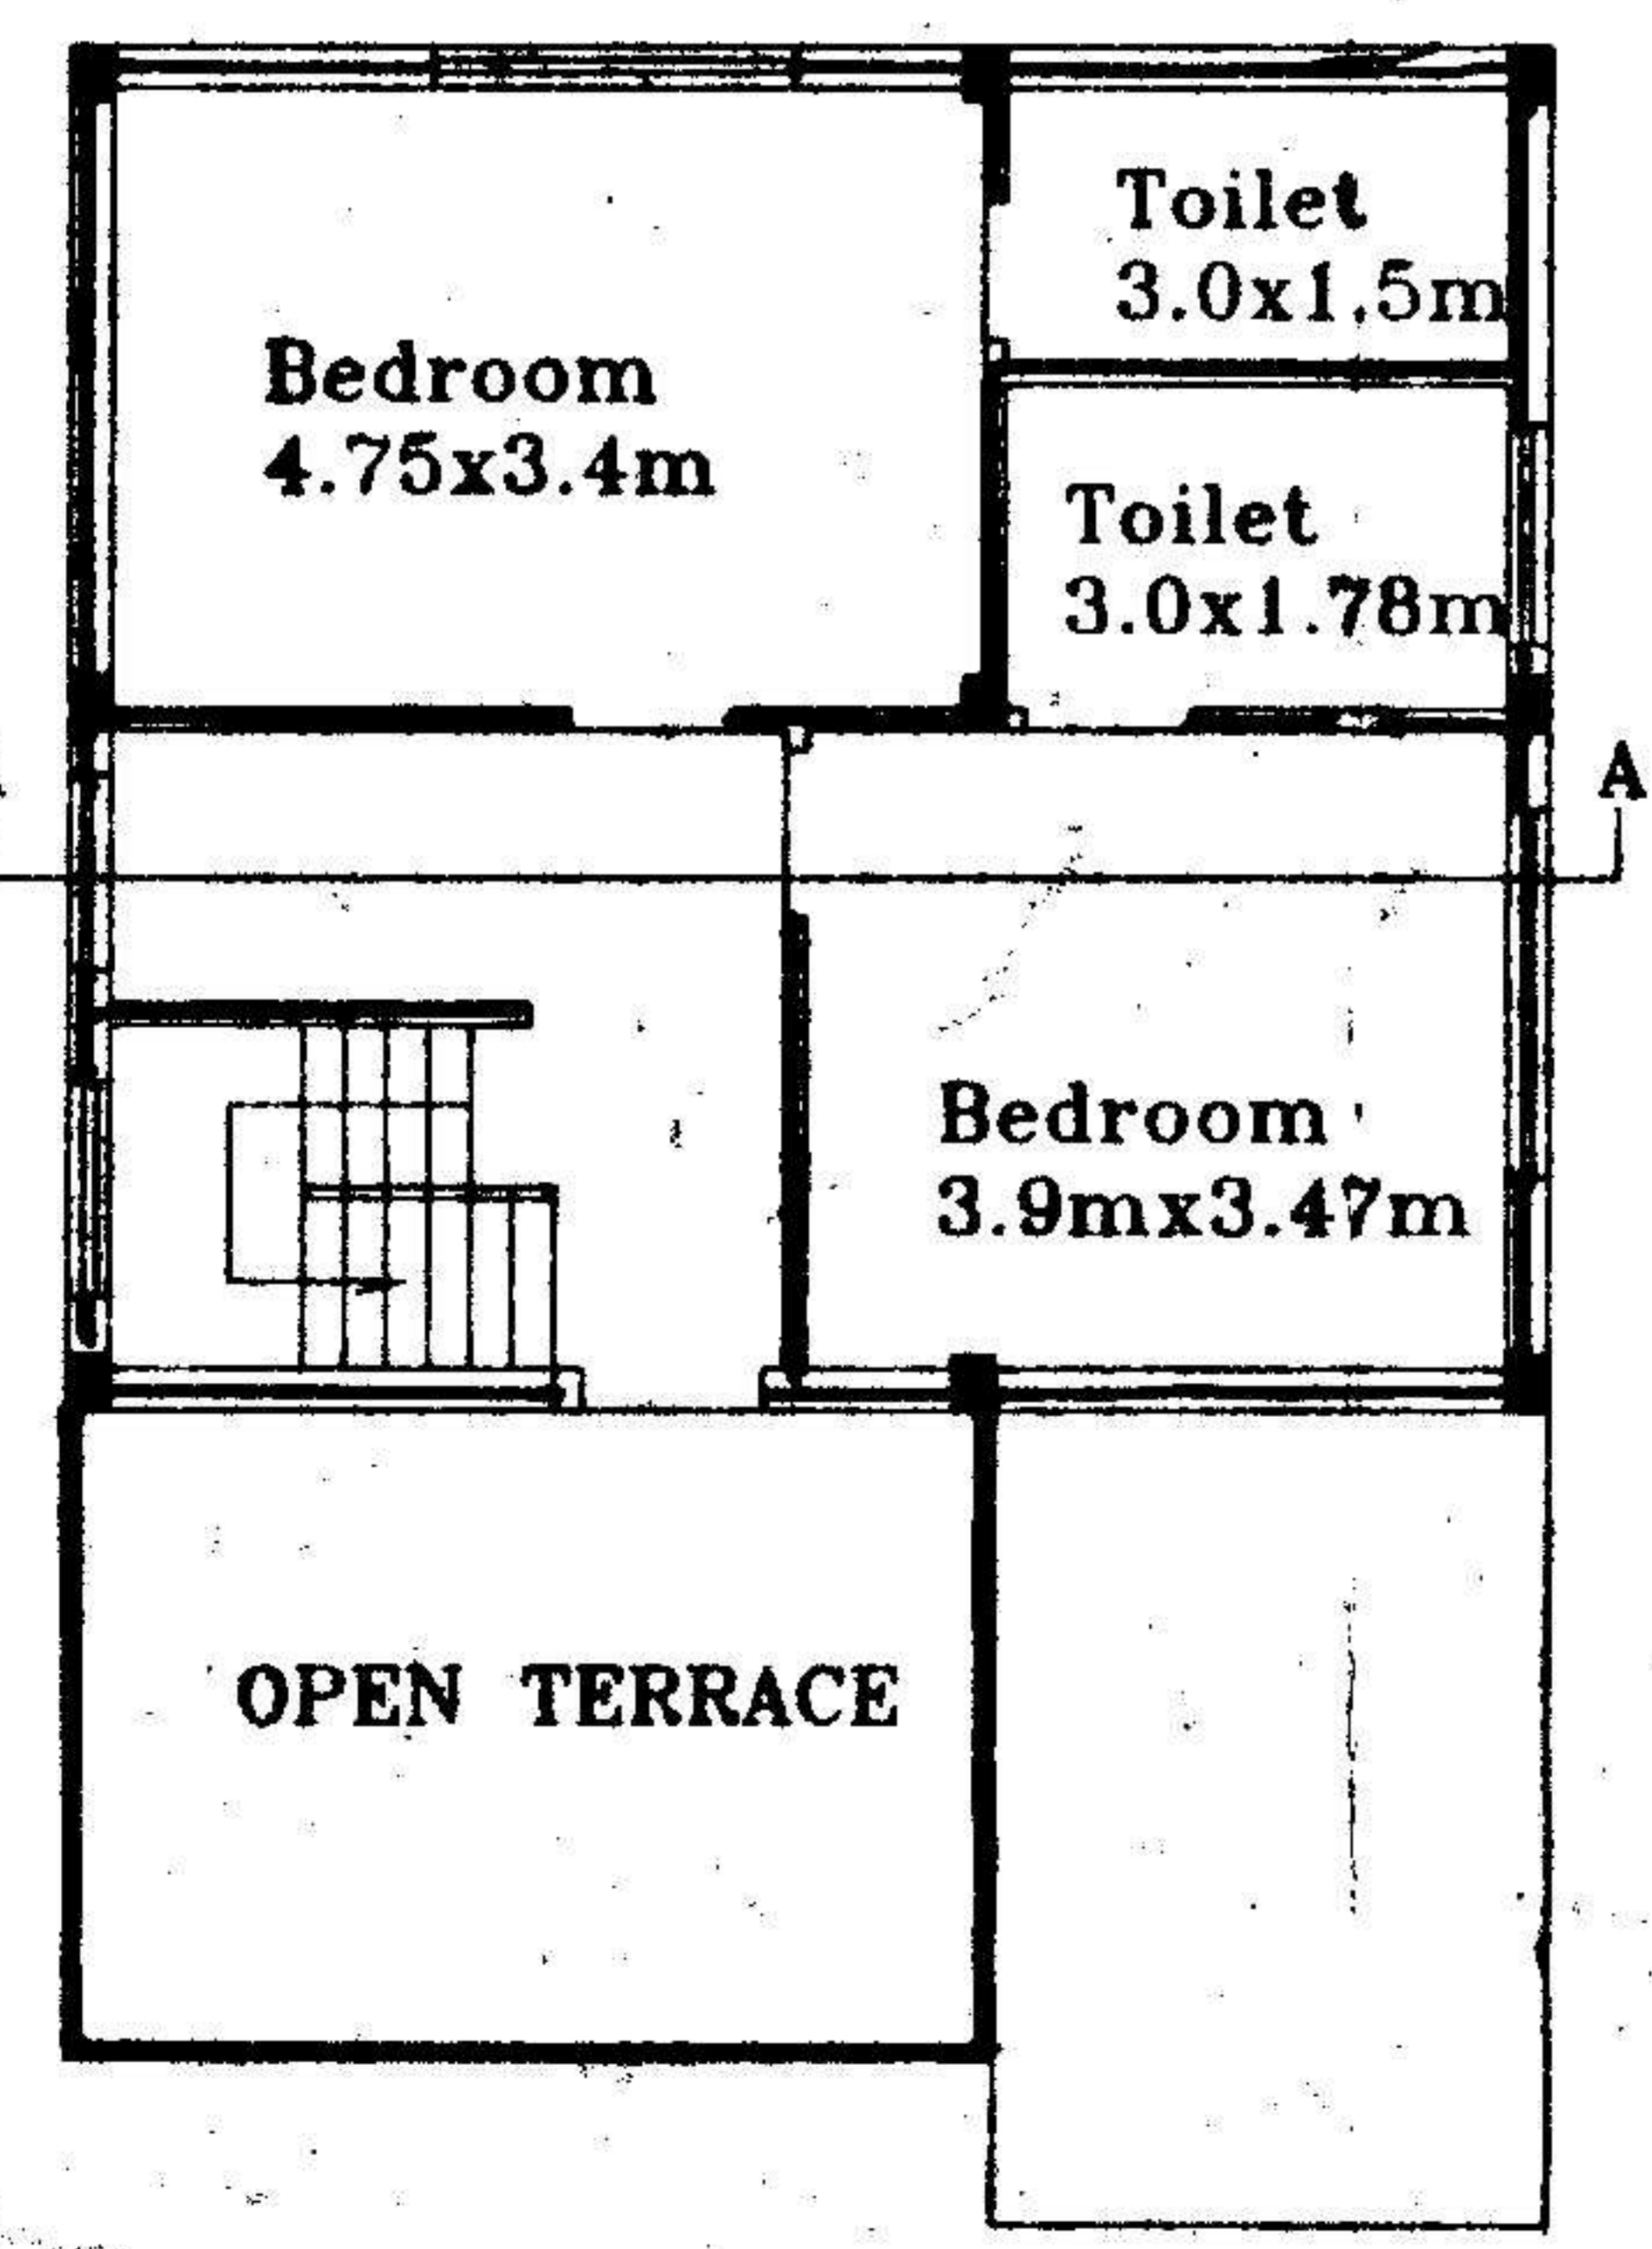 Toilet
3.0x1.5m
Bedroom
4.75x3.4m
Toilet
3.0x1.78m
A
Bedroom
3.9mx3.47m
OPEN TERRACE